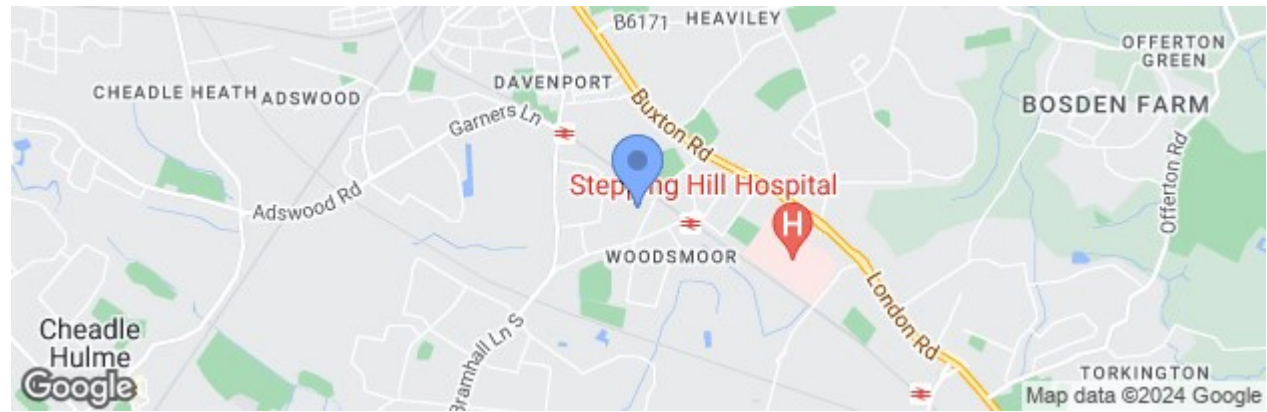 B6171
HEAVILEY
OFFERTON
GREEN
DAVENPORT
CHEADLE HEATH
ADSWOOD
BOSDEN FARM
Garners Ln
Buxton Rd
Offerton Rd
Stepping Hill Hospital
H
Adswood Rd
WOODSMOOR
London Rd
Cheadle
Hulme
Bramhall Ln S
TORKINGTON
Google
Map data ©2024 Google